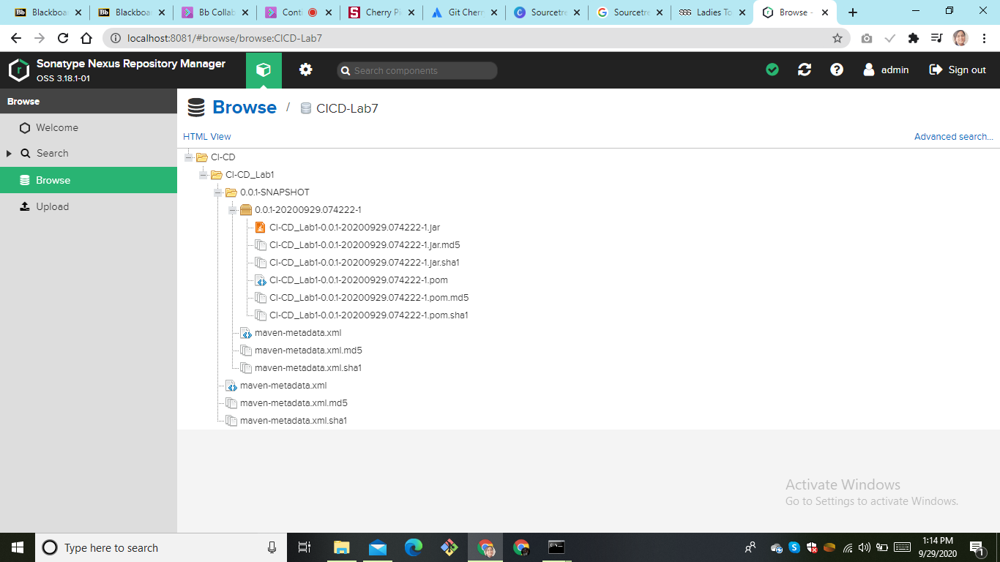 Blackboa
Blackboa
Bb Collab
Conti
Cherry Pi
Git Cherr
Sourcetre
Sourcetre
Ladies To
Browse -
localhost:8081/#browse/browse:CICD-Lab7
Sonatype Nexus Repository Manager
OSS 3.18.1-01
Search components
admin
Sign out
Browse
Welcome
Search
Browse
Upload
Browse / CICD-Lab7
HTML View
Advanced search...
CI-CD
CI-CD_Lab1
0.0.1-SNAPSHOT
0.0.1-20200929.074222-1
CI-CD_Lab1-0.0.1-20200929.074222-1.jar
CI-CD_Lab1-0.0.1-20200929.074222-1.jar.md5
CI-CD_Lab1-0.0.1-20200929.074222-1.jar.sha1
CI-CD_Lab1-0.0.1-20200929.074222-1.pom
CI-CD_Lab1-0.0.1-20200929.074222-1.pom.md5
CI-CD_Lab1-0.0.1-20200929.074222-1.pom.sha1
maven-metadata.xml
maven-metadata.xml.md5
maven-metadata.xml.sha1
maven-metadata.xml
maven-metadata.xml.md5
maven-metadata.xml.sha1
Activate Windows
Go to Settings to activate Windows.
Type here to search
1:14 PM
9/29/2020
1